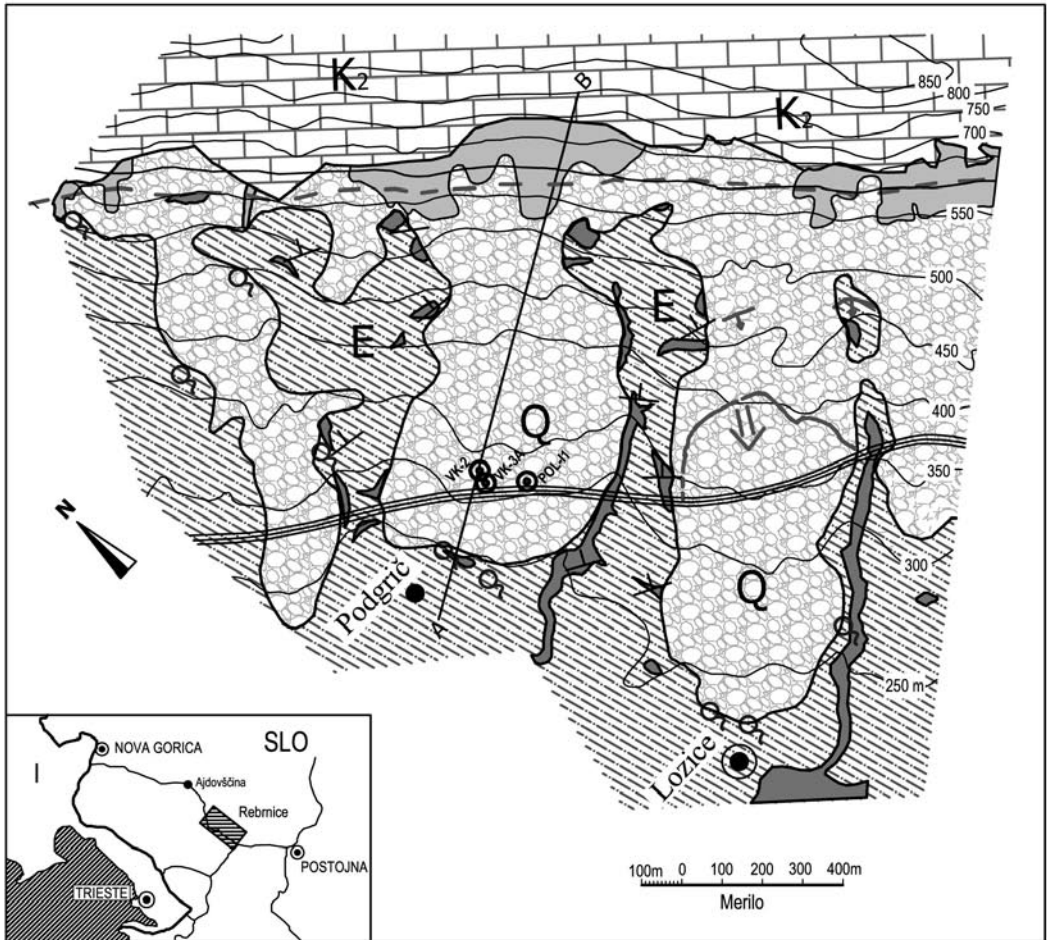 K2
B
850
800
750
700
K2
550
500
E
E
450
Q
400
VK-2
VK-3A
POL-I1
350
N
300
Podgrič
A
Q
250 m
Lozice
NOVA GORICA
SLO
I
Ajdovščina
Rebrnice
POSTOJNA
TRIESTE
100m 0 100 200 300 400m
Merilo